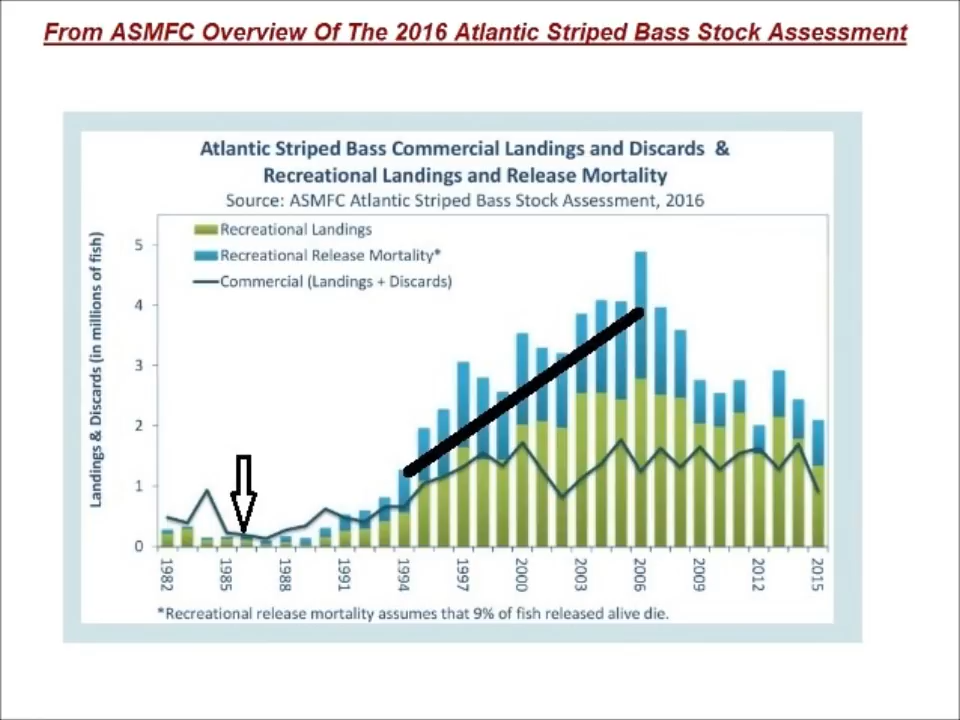 From ASMFC Overview Of The 2016 Atlantic Striped Bass Stock Assessment
Atlantic Striped Bass Commercial Landings and Discards &
Recreational Landings and Release Mortality
Source: ASMFC Atlantic Striped Bass Stock Assessment, 2016
Recreational Landings
Recreational Release Mortality*
Commercial (Landings + Discards)
Landings & Discards (in millions of fish)
5
4
3
2
1
0
1982
1985
1988
1991
1994
1997
2000
2003
2006
2009
2012
2015
*Recreational release mortality assumes that 9% of fish released alive die.